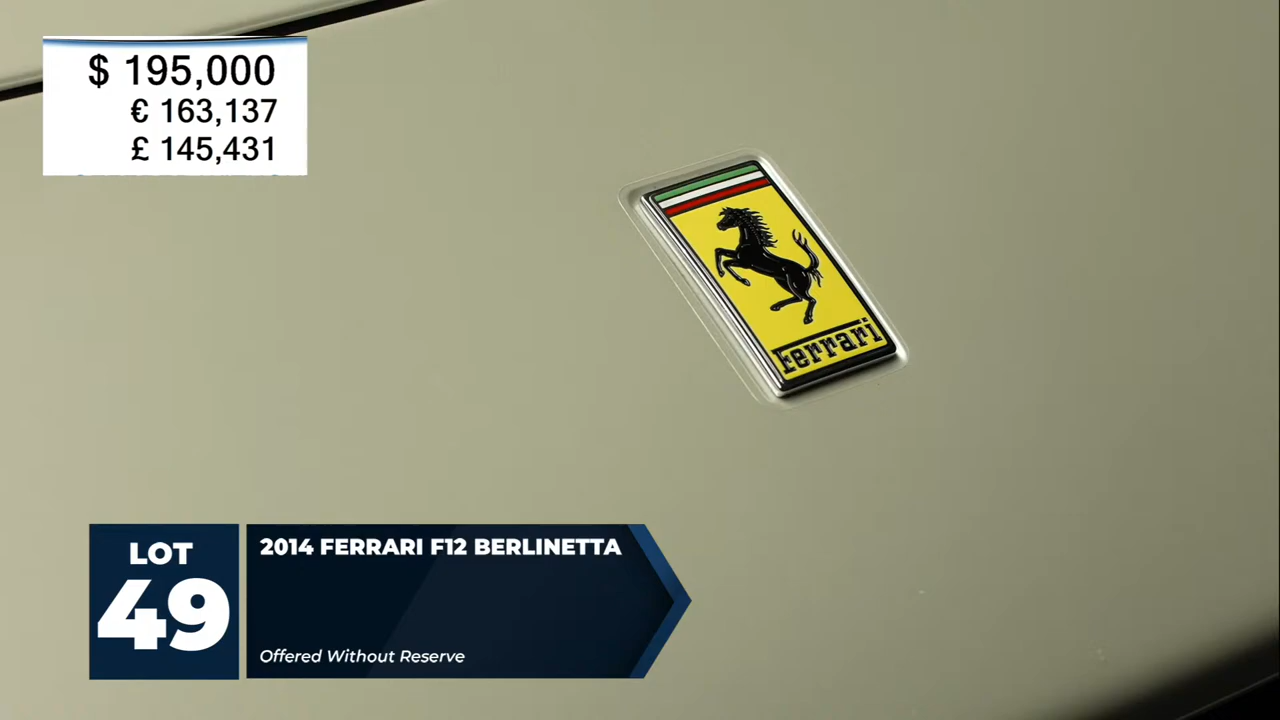 $ 195,000
€ 163,137
£ 145,431
Ferrari
LOT
49
2014 FERRARI F12 BERLINETTA
Offered Without Reserve